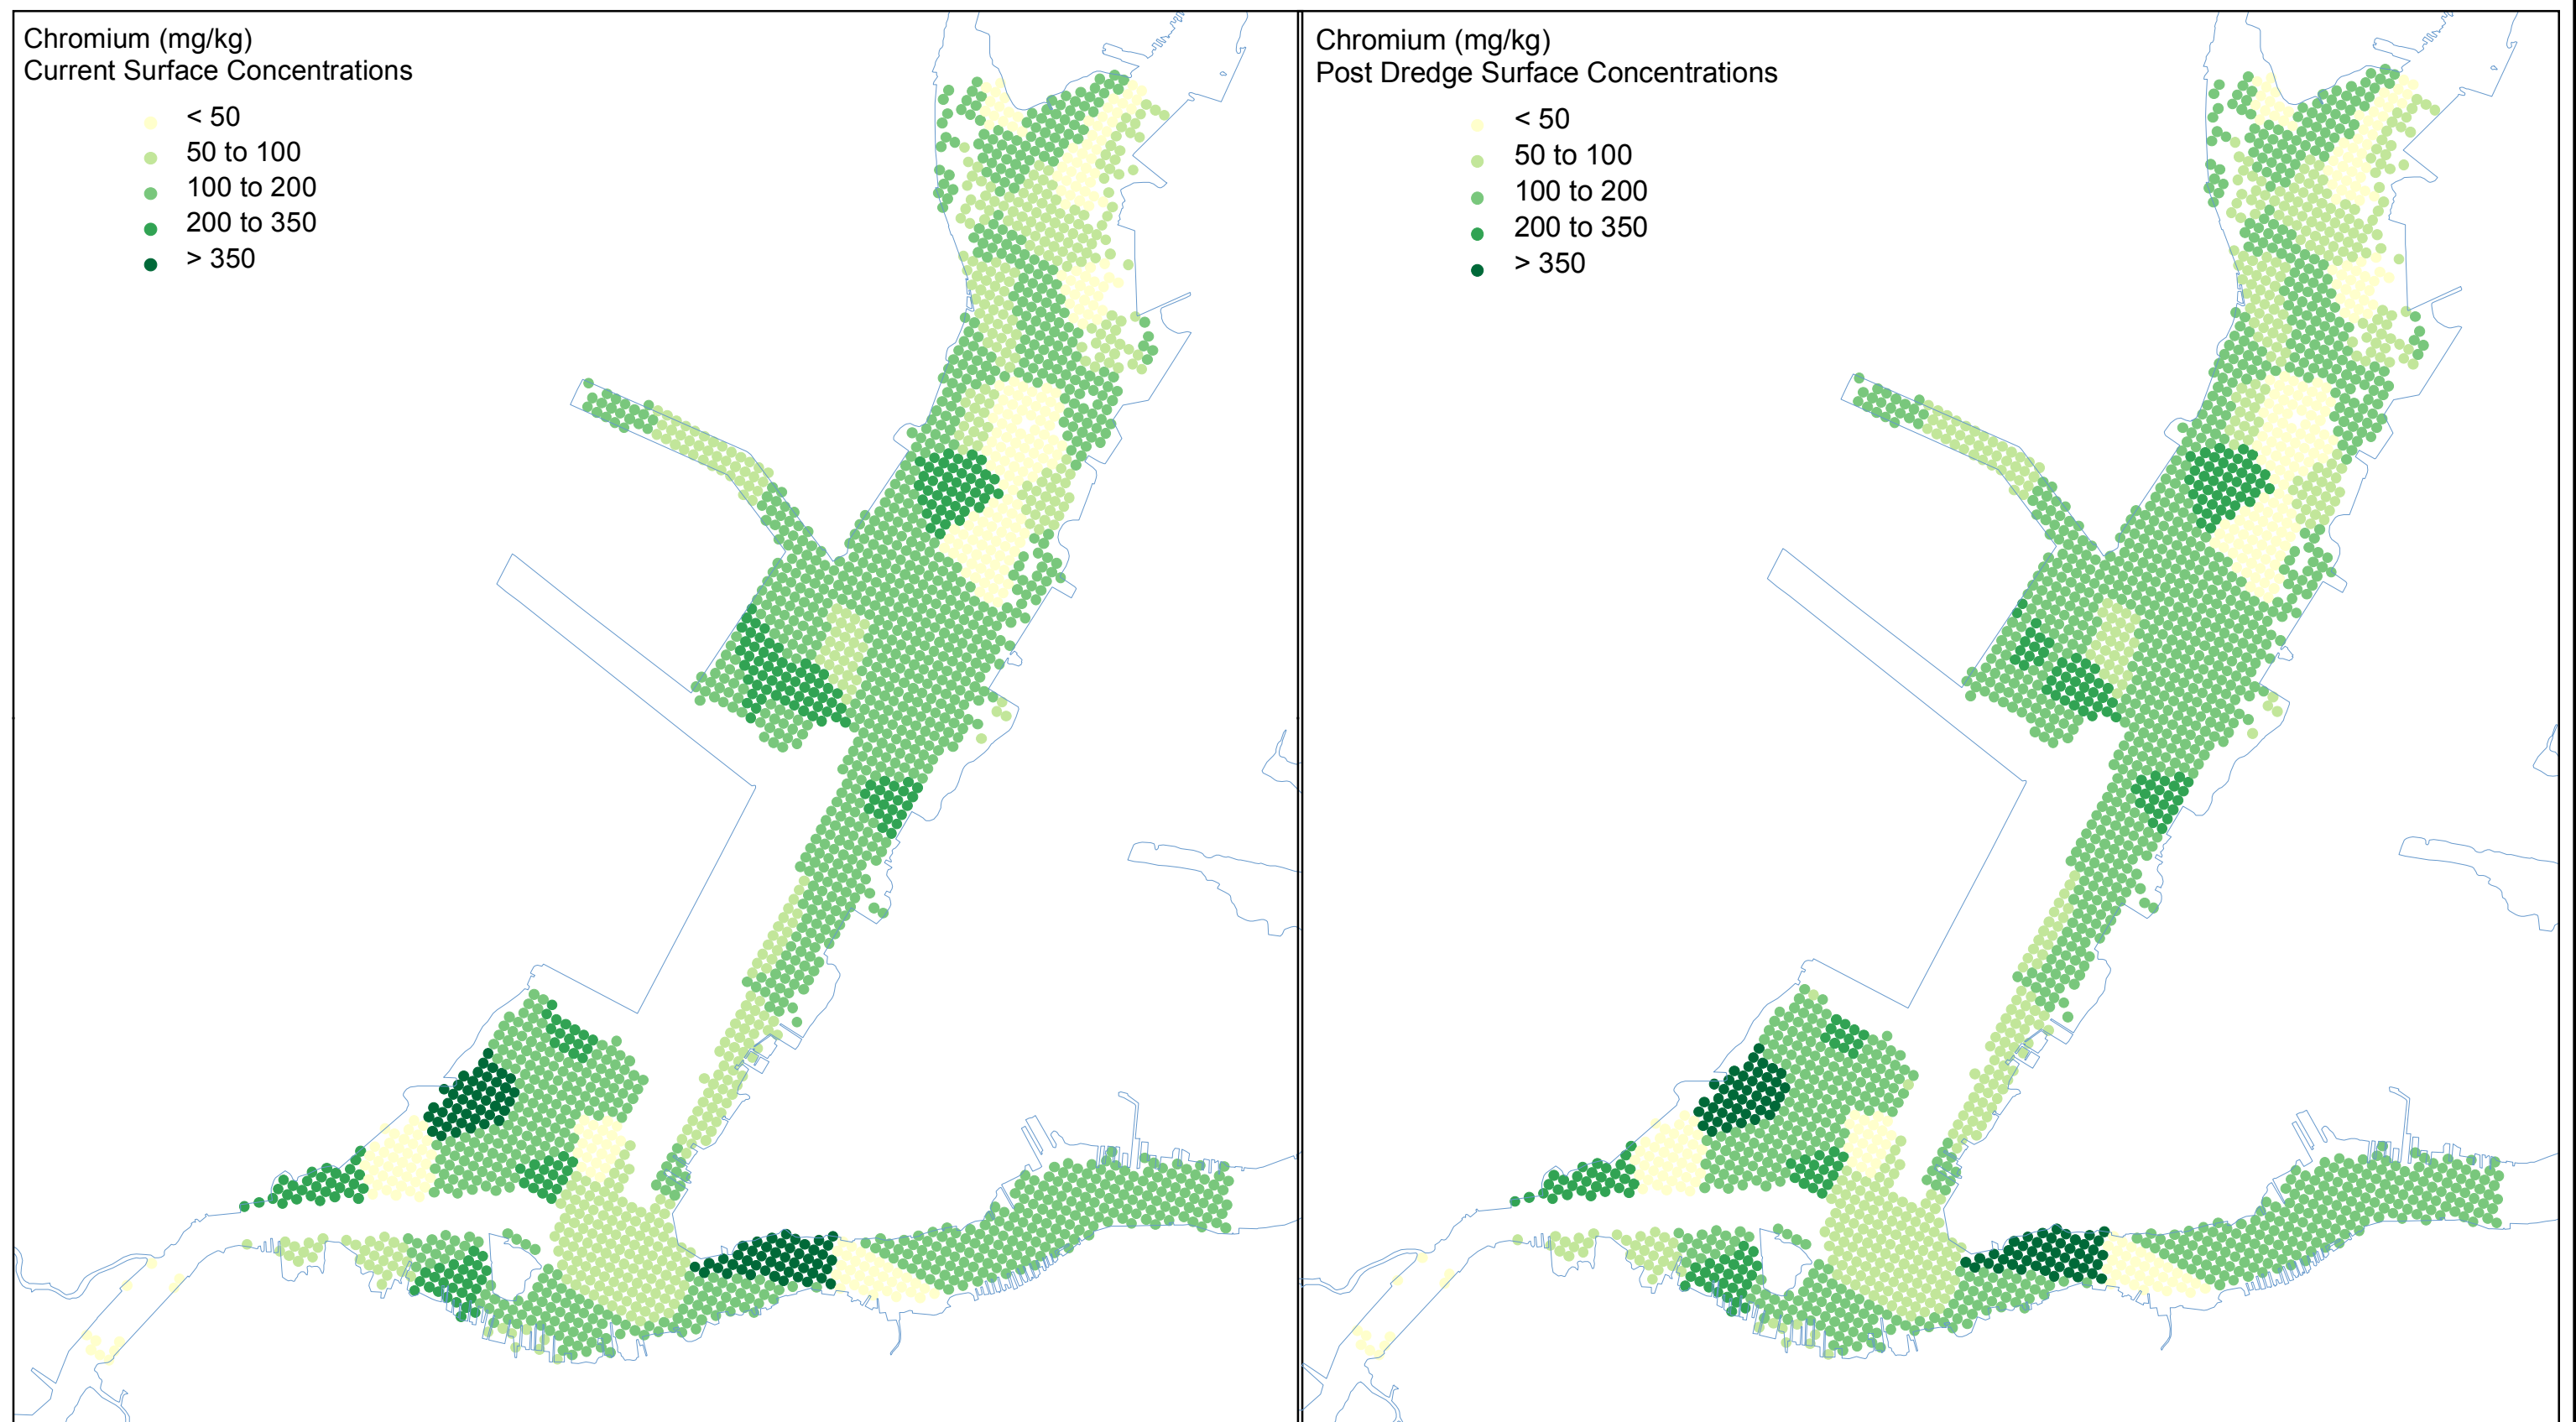 Chromium (mg/kg)
Current Surface Concentrations
< 50
50 to 100
100 to 200
200 to 350
> 350
Chromium (mg/kg)
Post Dredge Surface Concentrations
< 50
50 to 100
100 to 200
200 to 350
> 350